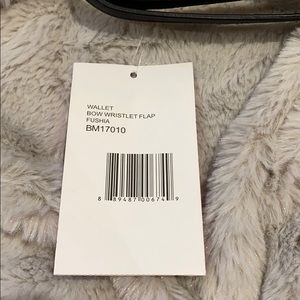 WALLET
BOW WRISTLET FLAP
FUSHIA
BM17010
8 89487 00674 9